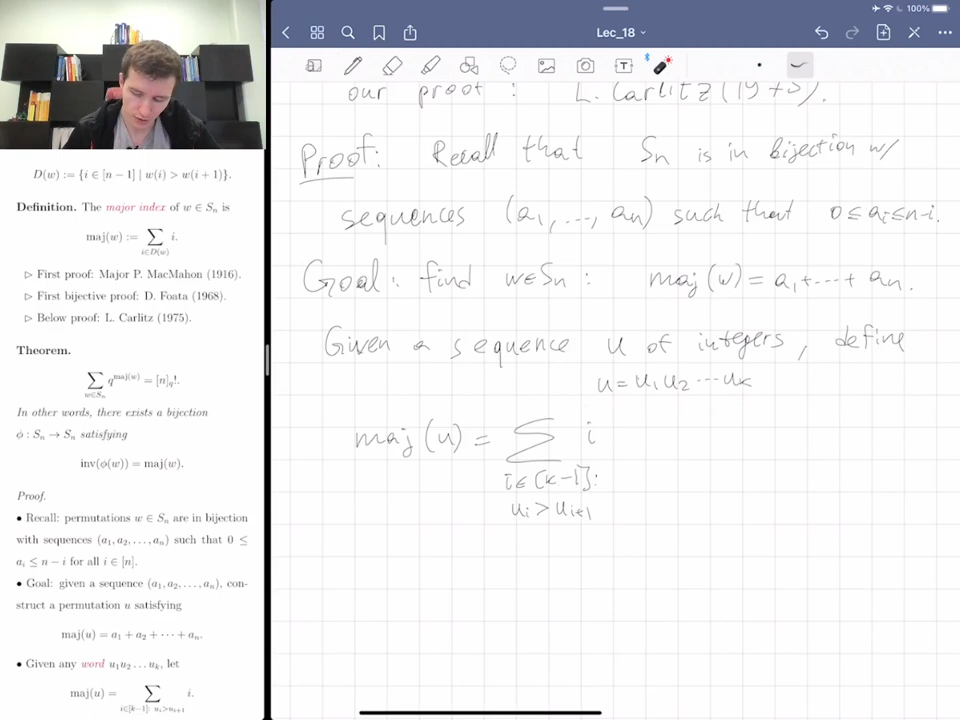 D(w) := {i ∈ [n − 1] | w(i) > w(i + 1)}.
Definition. The major index of w ∈ Sₙ is
maj(w) := ∑ i.
i∈D(w)
▷ First proof: Major P. MacMahon (1916).
▷ First bijective proof: D. Foata (1968).
▷ Below proof: L. Carlitz (1975).
Theorem.
∑ q^maj(w) = [n]_q!.
w∈Sₙ
In other words, there exists a bijection
ϕ : Sₙ → Sₙ satisfying
inv(ϕ(w)) = maj(w).
Proof.
• Recall: permutations w ∈ Sₙ are in bijection
with sequences (a₁, a₂, . . . , aₙ) such that 0 ≤
aᵢ ≤ n − i for all i ∈ [n].
• Goal: given a sequence (a₁, a₂, . . . , aₙ), con-
struct a permutation u satisfying
maj(u) = a₁ + a₂ + · · · + aₙ.
• Given any word u₁u₂ . . . uₖ, let
maj(u) = ∑ i.
i∈[k−1]: uᵢ>uᵢ₊₁
100%
Lec_18
our proof : L. Carlitz (1975).
Proof: Recall that Sₙ is in bijection w/
sequences (a₁, ..., aₙ) such that 0 ≤ aᵢ ≤ n-i.
Goal: find w∈Sₙ : maj(w) = a₁+···+ aₙ.
Given a sequence u of integers, define
u = u₁u₂ ··· uₖ
maj(u) = ∑ i
i∈[k-1]:
uᵢ > uᵢ₊₁